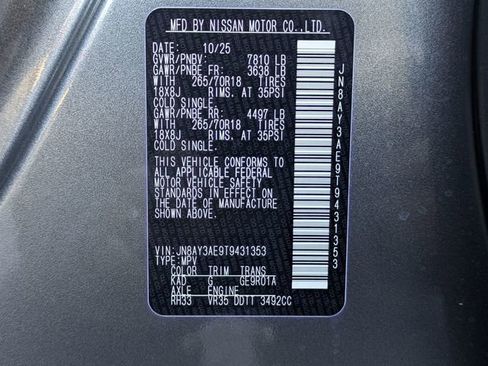 MFD BY NISSAN MOTOR CO.,LTD.
DATE: 10/25
GVWR/PNBV: 7810 LB
GAWR/PNBE FR: 3638 LB
WITH 265/70R18 TIRES
18X8J RIMS, AT 35PSI
COLD SINGLE.
GAWR/PNBE RR: 4497 LB
WITH 265/70R18 TIRES
18X8J RIMS, AT 35PSI
COLD SINGLE.
THIS VEHICLE CONFORMS TO
ALL APPLICABLE FEDERAL
MOTOR VEHICLE SAFETY
STANDARDS IN EFFECT ON
THE DATE OF MANUFACTURE
SHOWN ABOVE.
VIN:JN8AY3AE9T9431353
TYPE:MPV
COLOR TRIM TRANS
KAD G GE9R01A
AXLE ENGINE
RH33 VR35 DDTT 3492CC
JN8AY3AE9T9431353